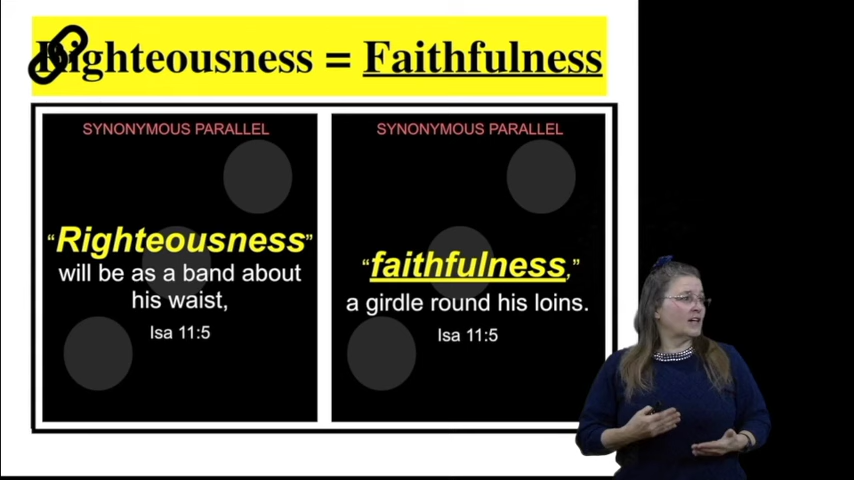 Righteousness = Faithfulness
SYNONYMOUS PARALLEL
“Righteousness”
will be as a band about
his waist,
Isa 11:5
SYNONYMOUS PARALLEL
“faithfulness,”
a girdle round his loins.
Isa 11:5